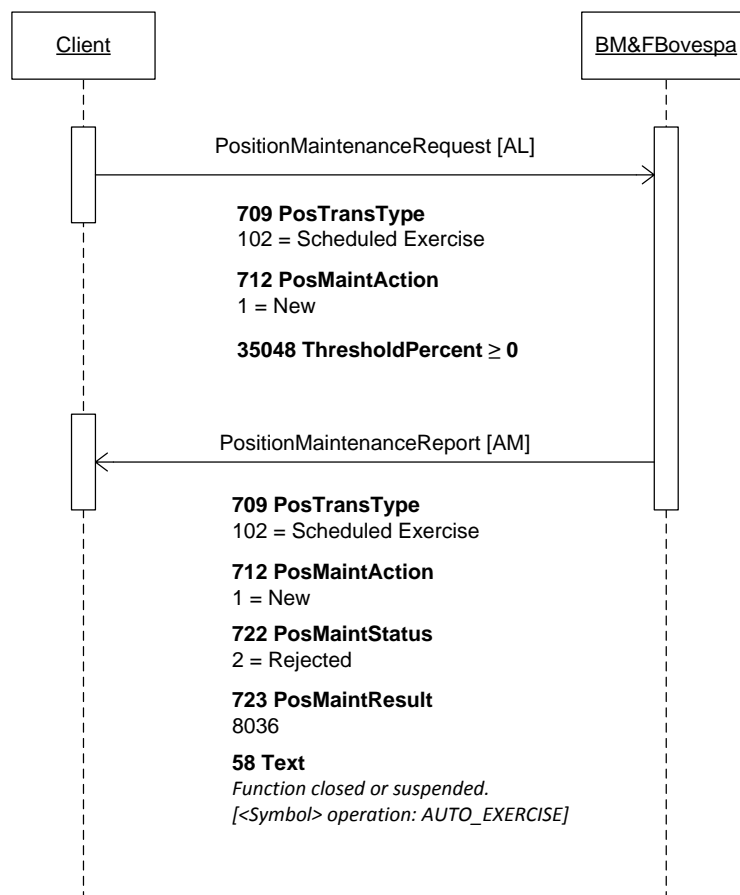 Client
BM&FBovespa
PositionMaintenanceRequest [AL]
709 PosTransType
102 = Scheduled Exercise
712 PosMaintAction
1 = New
35048 ThresholdPercent ≥ 0
PositionMaintenanceReport [AM]
709 PosTransType
102 = Scheduled Exercise
712 PosMaintAction
1 = New
722 PosMaintStatus
2 = Rejected
723 PosMaintResult
8036
58 Text
Function closed or suspended.
[<Symbol> operation: AUTO_EXERCISE]